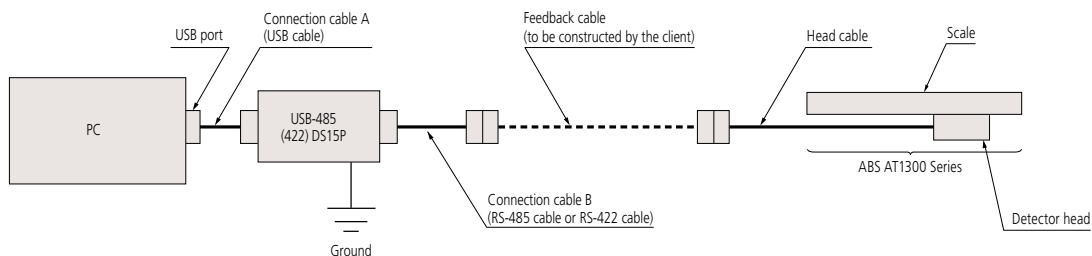 Connection cable A
(USB cable)
USB port
Feedback cable
(to be constructed by the client)
Head cable
Scale
PC
USB-485
(422) DS15P
ABS AT1300 Series
Connection cable B
(RS-485 cable or RS-422 cable)
Detector head
Ground